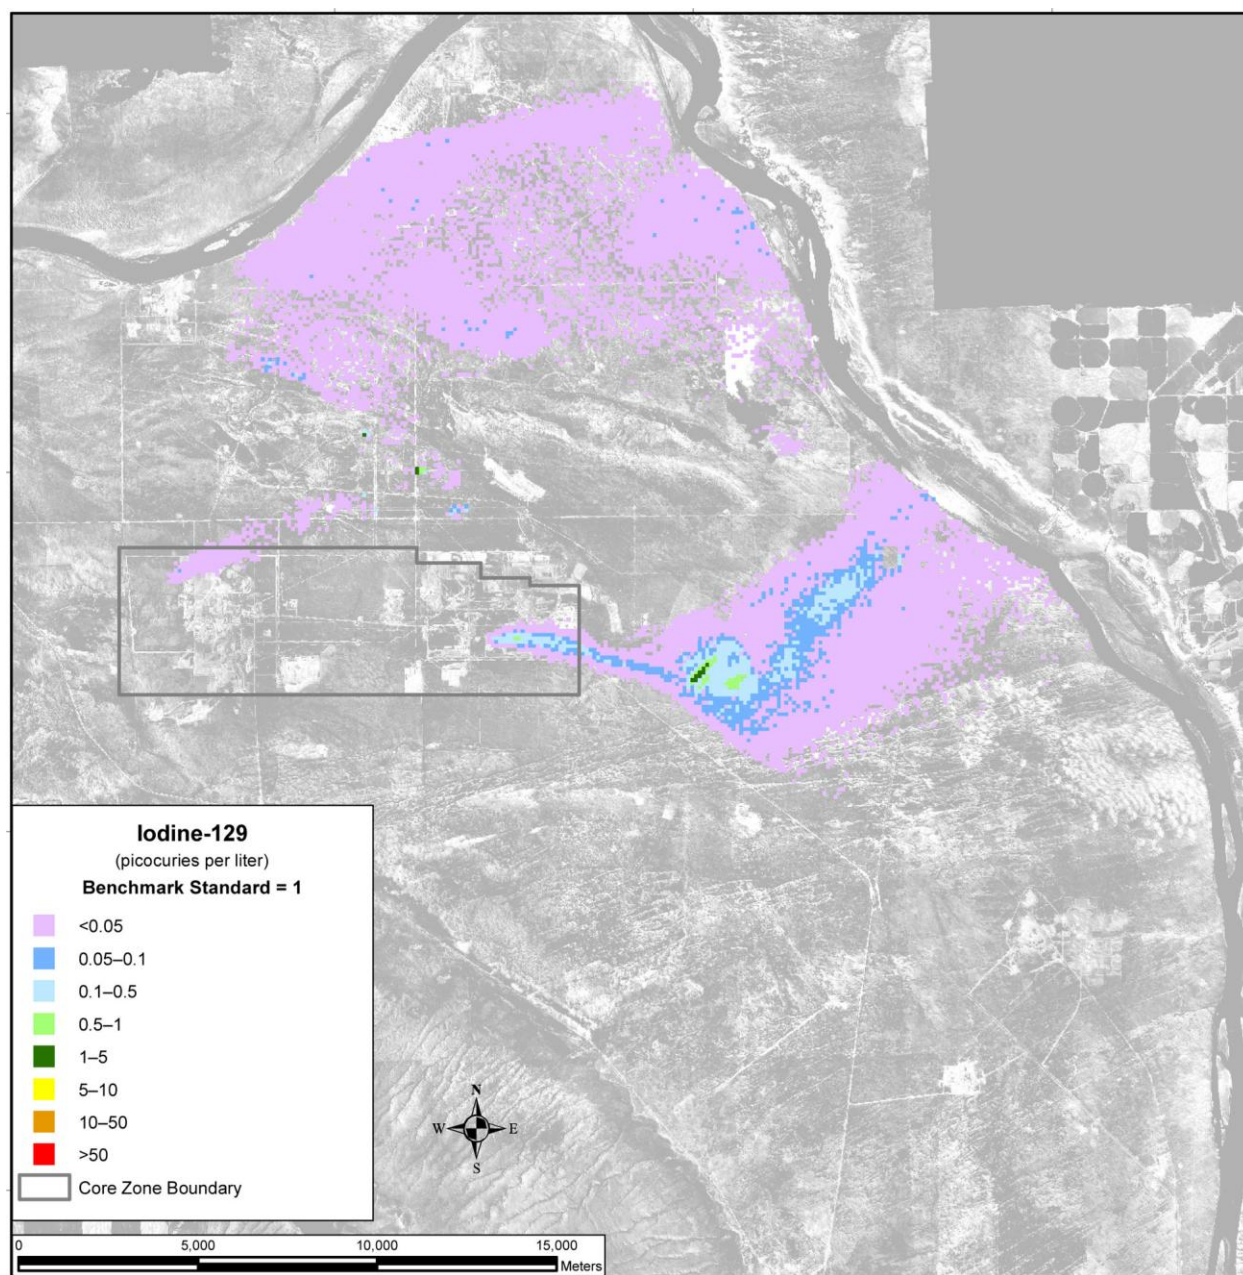 Iodine-129
(picocuries per liter)
Benchmark Standard = 1
<0.05
0.05–0.1
0.1–0.5
0.5–1
1–5
5–10
10–50
>50
Core Zone Boundary
N
W E
S
0 5,000 10,000 15,000
Meters